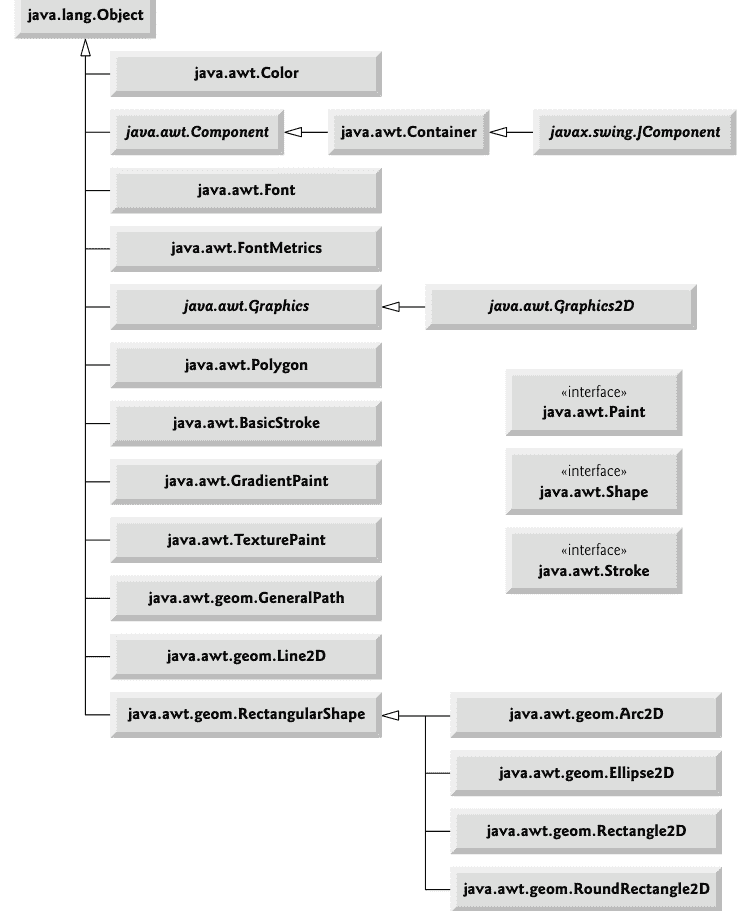 java.lang.Object
java.awt.Color
java.awt.Component
java.awt.Container
javax.swing.JComponent
java.awt.Font
java.awt.FontMetrics
java.awt.Graphics
java.awt.Graphics2D
java.awt.Polygon
«interface»
java.awt.Paint
java.awt.BasicStroke
java.awt.GradientPaint
«interface»
java.awt.Shape
java.awt.TexturePaint
«interface»
java.awt.Stroke
java.awt.geom.GeneralPath
java.awt.geom.Line2D
java.awt.geom.RectangularShape
java.awt.geom.Arc2D
java.awt.geom.Ellipse2D
java.awt.geom.Rectangle2D
java.awt.geom.RoundRectangle2D